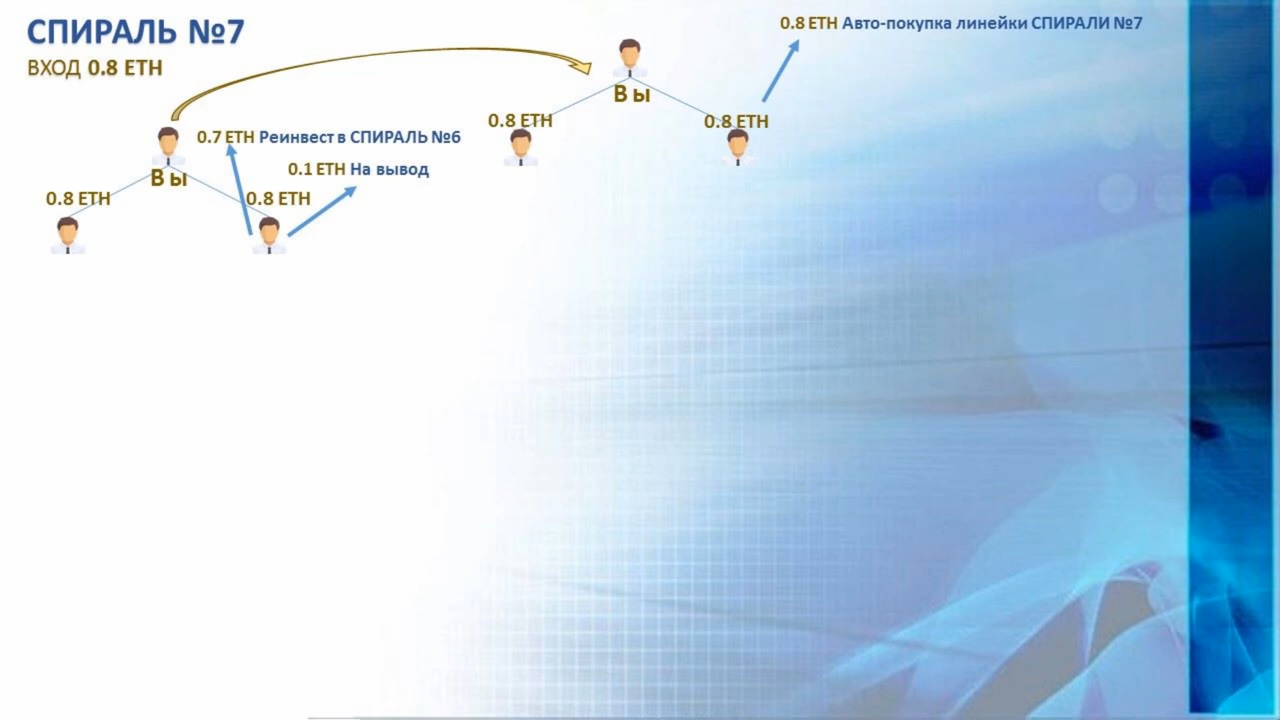 СПИРАЛЬ №7
ВХОД 0.8 ETH
0.7 ETH Реинвест в СПИРАЛЬ №6
0.1 ETH На вывод
В ы
0.8 ETH
0.8 ETH
0.8 ETH Авто-покупка линейки СПИРАЛИ №7
В ы
0.8 ETH
0.8 ETH